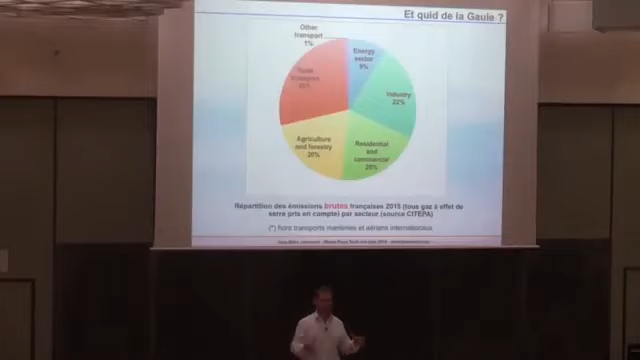 Et quid de la Gaule ?
Other
transport
1%
Energy
sector
9%
Road
transport
Industry
22%
Agriculture
and forestry
20%
Residential
and
commercial
20%
Répartition des émissions brutes françaises 2015 (tous gaz à effet de
serre pris en compte) par secteur (source CITEPA)
(*) hors transports maritimes et aériens internationaux